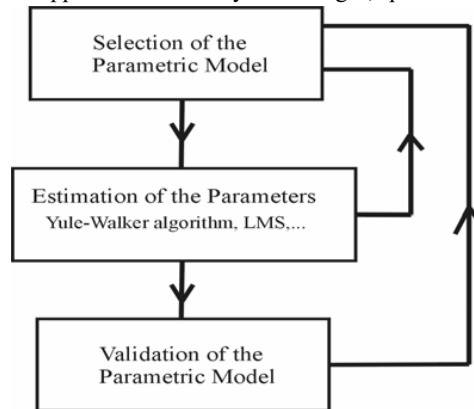 Selection of the
Parametric Model
Estimation of the Parameters
Yule-Walker algorithm, LMS,...
Validation of the
Parametric Model